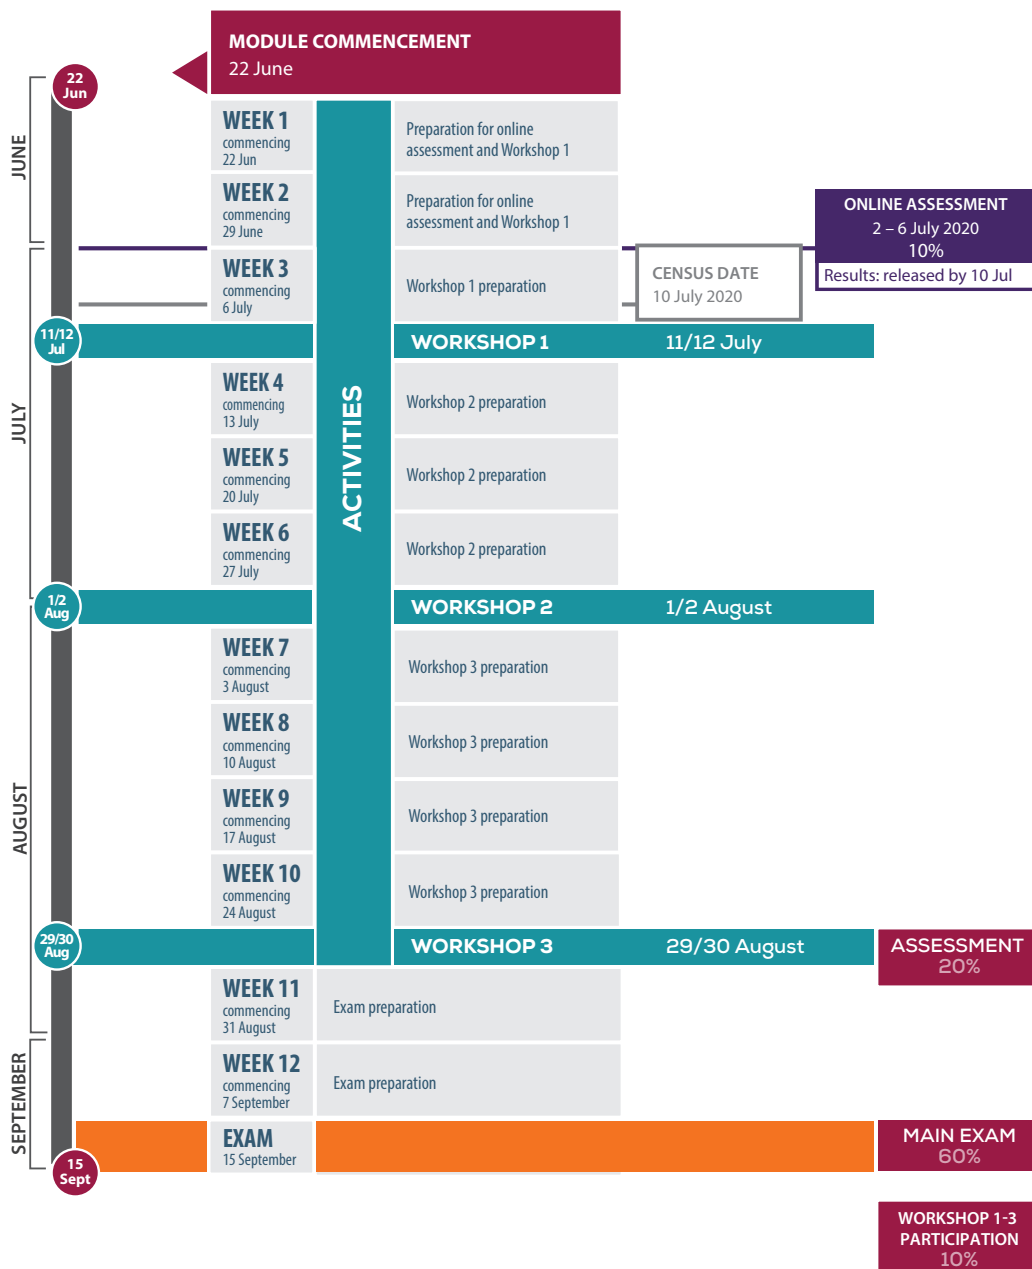 MODULE COMMENCEMENT
22 June
22
Jun
JUNE
WEEK 1
commencing
22 Jun
Preparation for online
assessment and Workshop 1
WEEK 2
commencing
29 June
Preparation for online
assessment and Workshop 1
ONLINE ASSESSMENT
2 – 6 July 2020
10%
Results: released by 10 Jul
WEEK 3
commencing
6 July
Workshop 1 preparation
CENSUS DATE
10 July 2020
11/12
Jul
WORKSHOP 1
11/12 July
ACTIVITIES
JULY
WEEK 4
commencing
13 July
Workshop 2 preparation
WEEK 5
commencing
20 July
Workshop 2 preparation
WEEK 6
commencing
27 July
Workshop 2 preparation
1/2
Aug
WORKSHOP 2
1/2 August
AUGUST
WEEK 7
commencing
3 August
Workshop 3 preparation
WEEK 8
commencing
10 August
Workshop 3 preparation
WEEK 9
commencing
17 August
Workshop 3 preparation
WEEK 10
commencing
24 August
Workshop 3 preparation
29/30
Aug
WORKSHOP 3
29/30 August
ASSESSMENT
20%
WEEK 11
commencing
31 August
Exam preparation
SEPTEMBER
WEEK 12
commencing
7 September
Exam preparation
EXAM
15 September
MAIN EXAM
60%
15
Sept
WORKSHOP 1-3
PARTICIPATION
10%